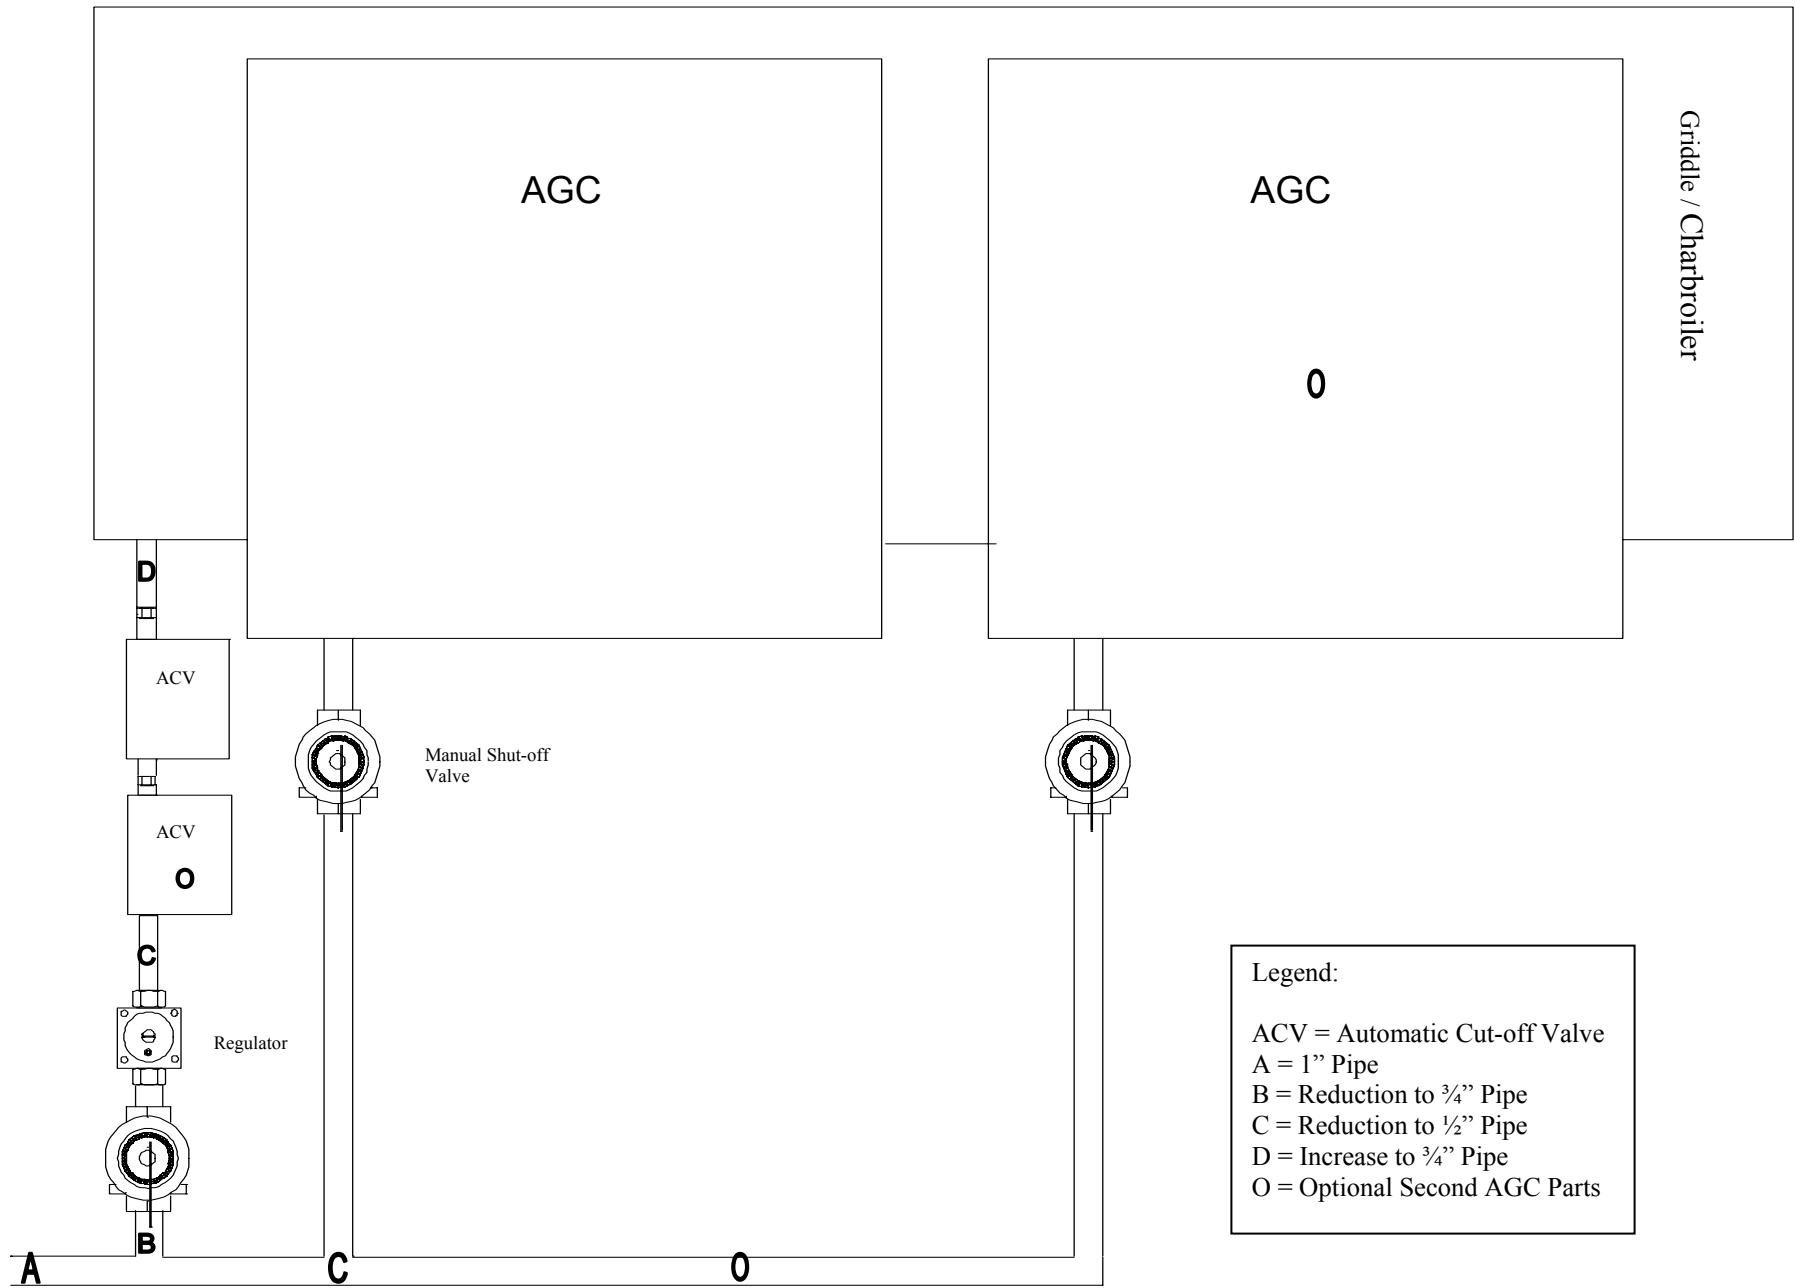 AGC
AGC
Griddle / Charbroiler
O
D
ACV
Manual Shut-off
Valve
ACV
O
C
Regulator
Legend:
ACV = Automatic Cut-off Valve
A = 1” Pipe
B = Reduction to ¾” Pipe
C = Reduction to ½” Pipe
D = Increase to ¾” Pipe
O = Optional Second AGC Parts
B
A
C
O